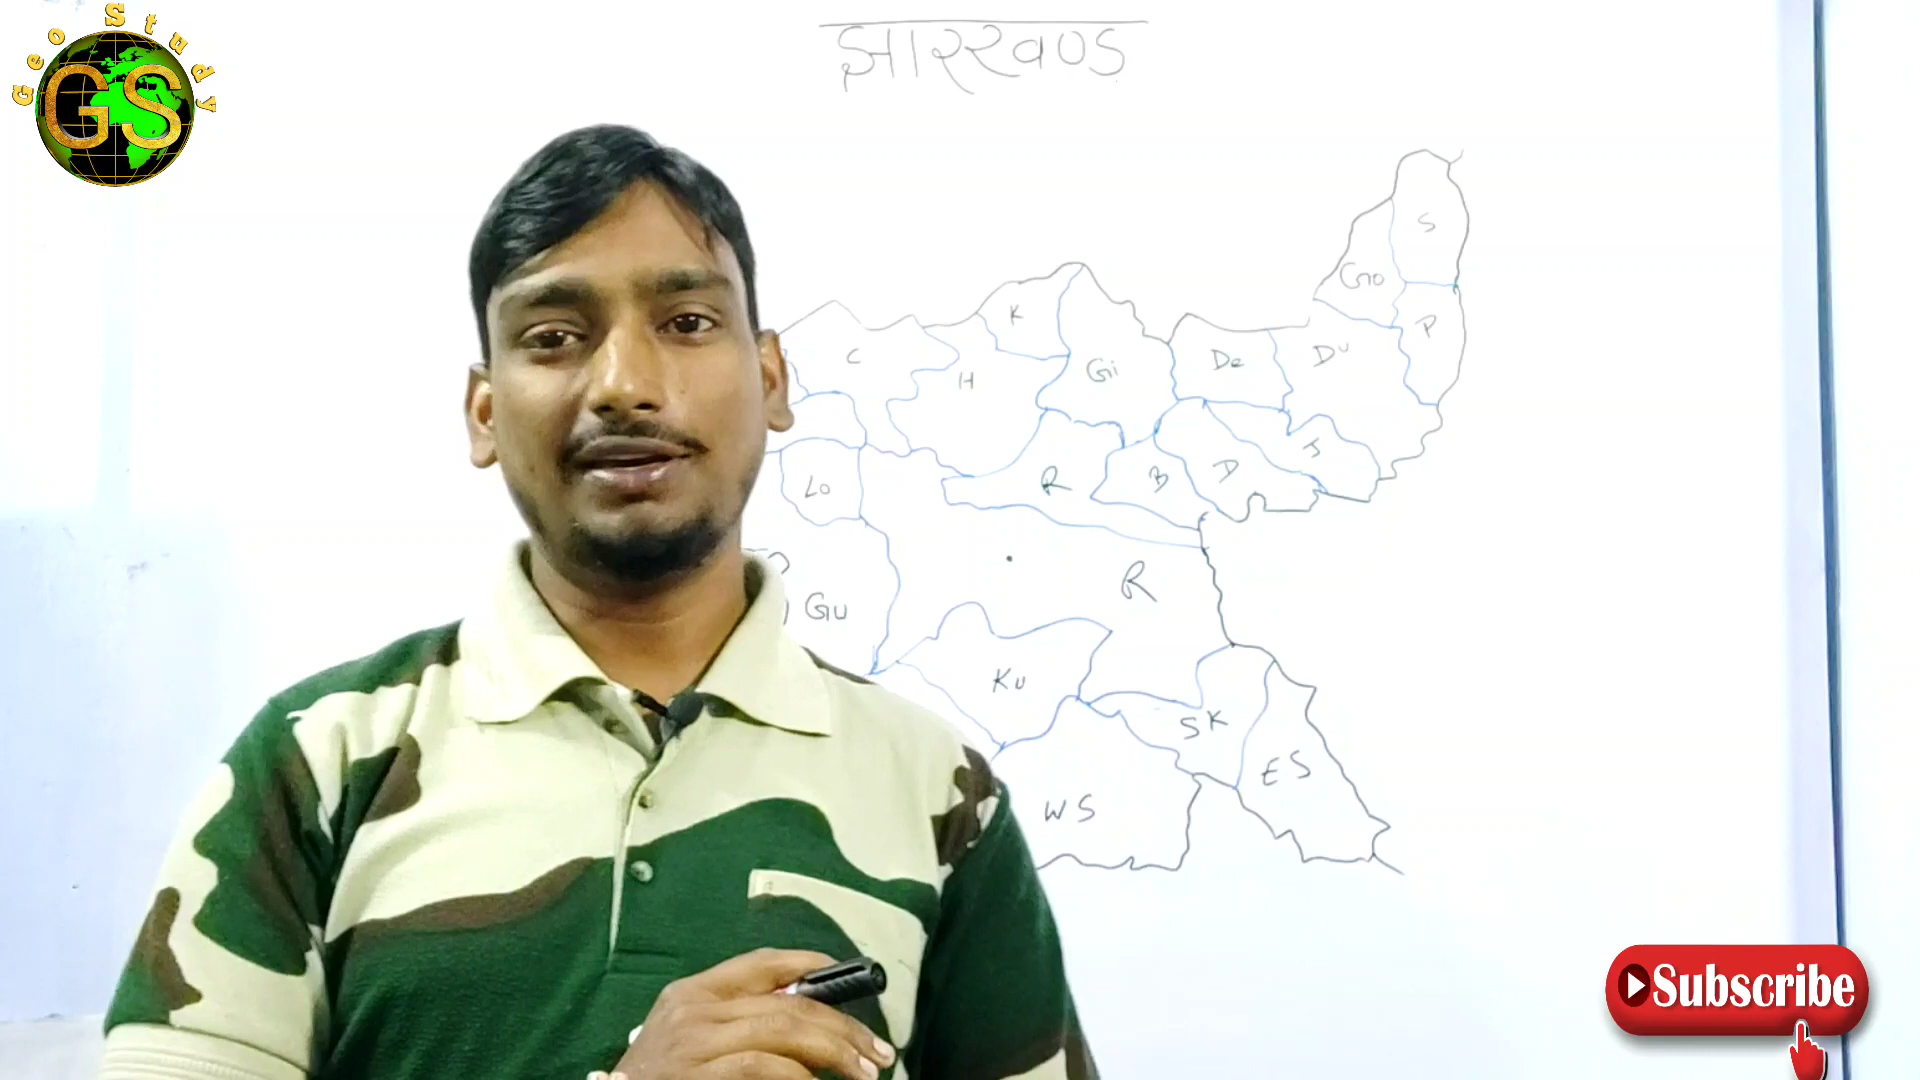 Geo Study
GS
झारखण्ड
S
Go
P
K
C
H
Gi
De
Du
J
Lo
R
B
D
R
Gu
Ku
SK
ES
WS
Subscribe